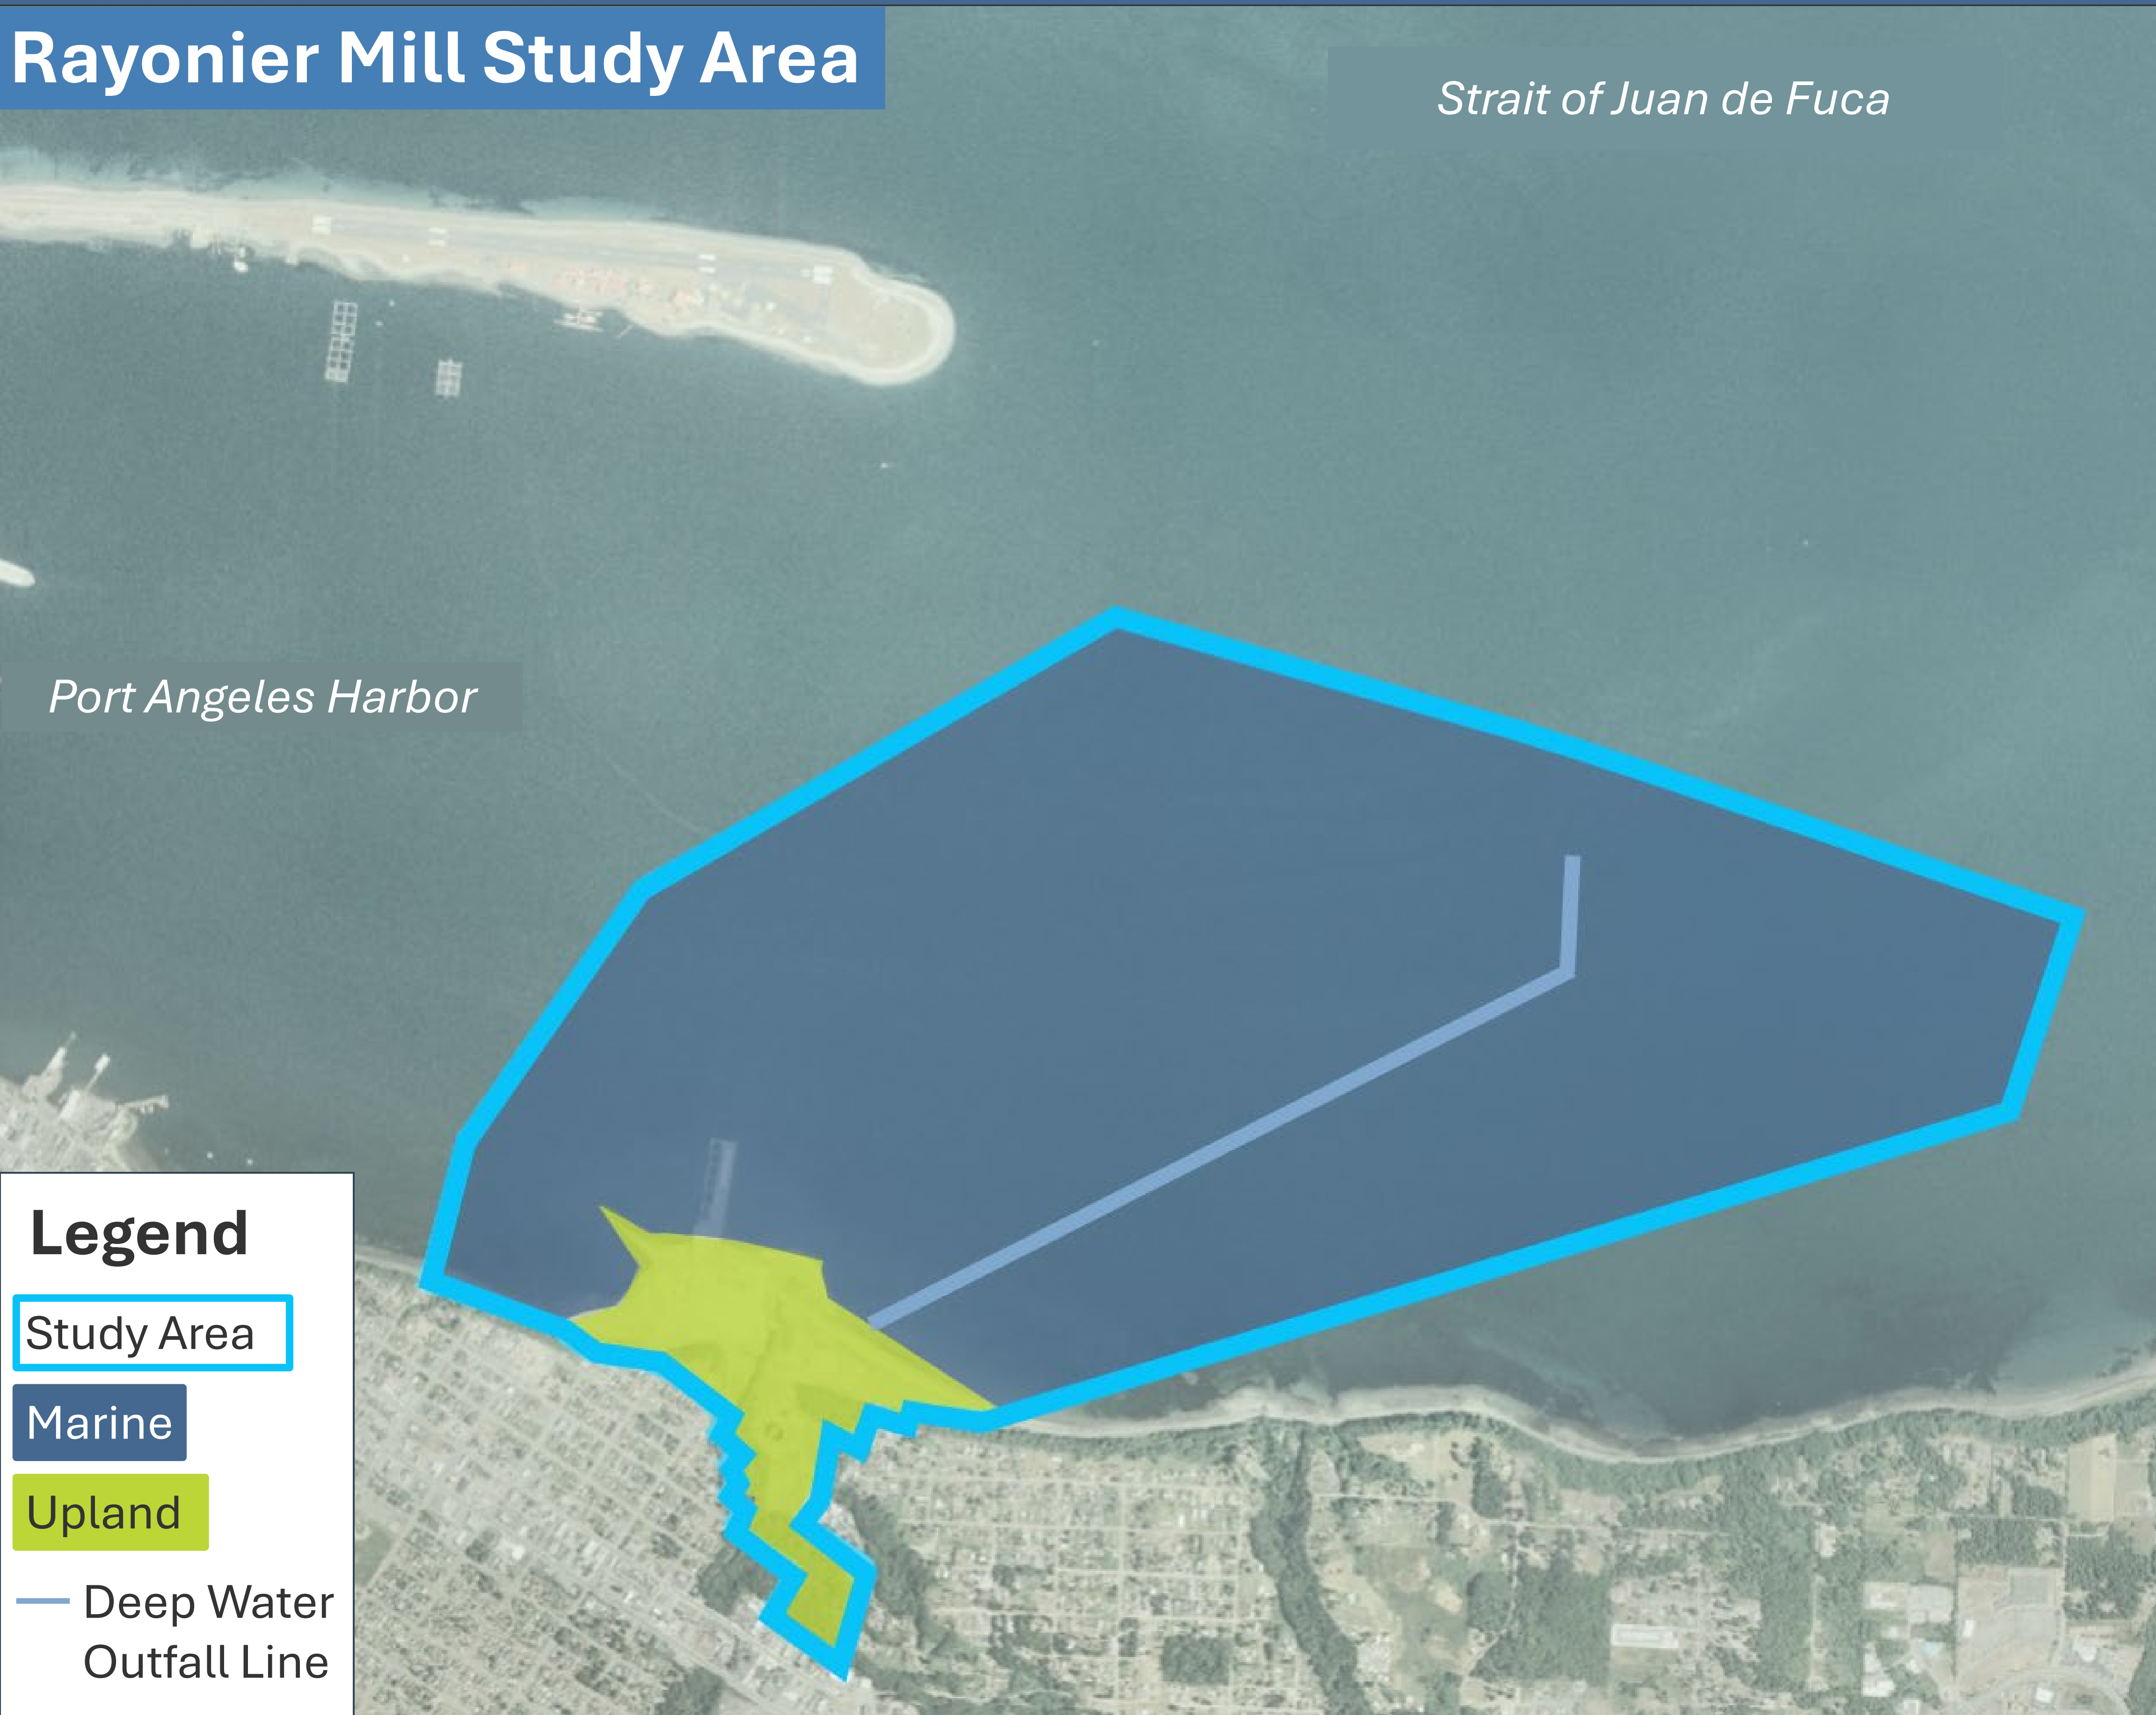 Rayonier Mill Study Area
Strait of Juan de Fuca
Port Angeles Harbor
Legend
Study Area
Marine
Upland
Deep Water
Outfall Line